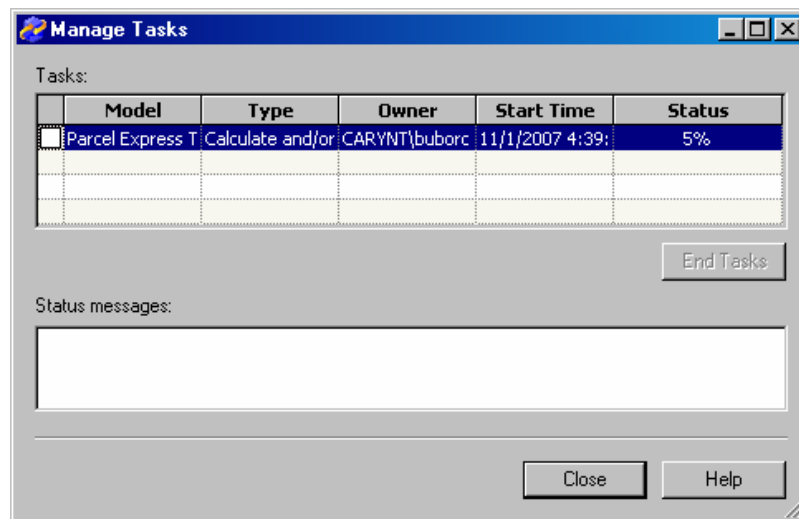 Manage Tasks
Tasks:
Model Type Owner Start Time Status
Parcel Express T Calculate and/or CARYNT\buborc 11/1/2007 4:39: 5%
End Tasks
Status messages:
Close Help